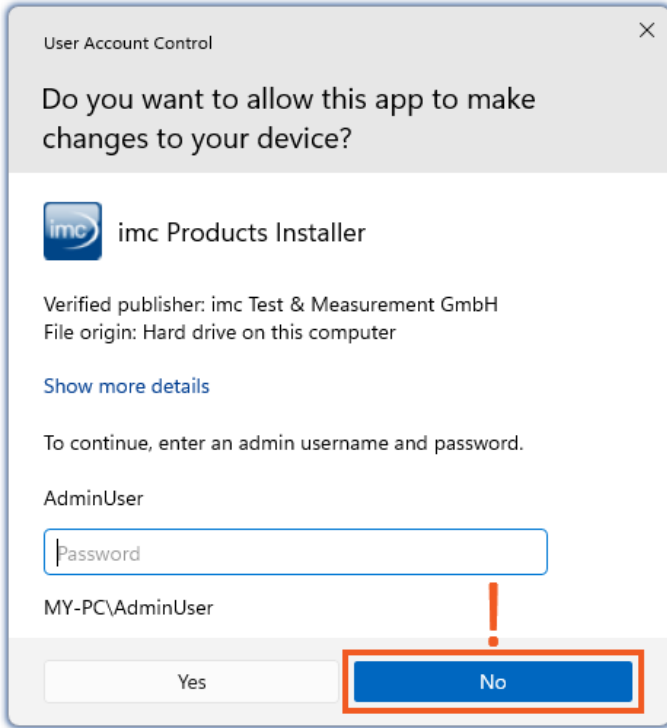 User Account Control
Do you want to allow this app to make
changes to your device?
imc
imc Products Installer
Verified publisher: imc Test & Measurement GmbH
File origin: Hard drive on this computer
Show more details
To continue, enter an admin username and password.
AdminUser
Password
MY-PC\AdminUser
!
Yes
No